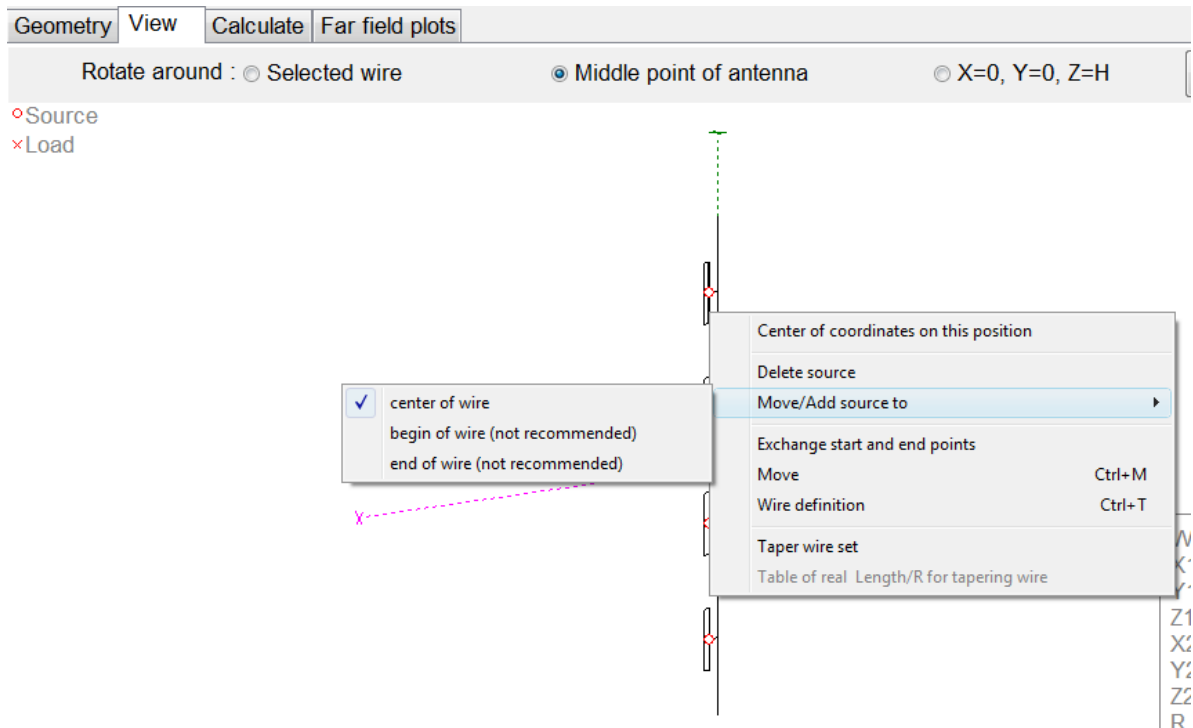 Geometry View Calculate Far field plots
Rotate around : Selected wire Middle point of antenna X=0, Y=0, Z=H
Source
Load
Center of coordinates on this position
Delete source
Move/Add source to
center of wire
begin of wire (not recommended)
end of wire (not recommended)
Exchange start and end points
Move Ctrl+M
Wire definition Ctrl+T
Taper wire set
Table of real Length/R for tapering wire
X
Z1
X2
Y2
Z2
R